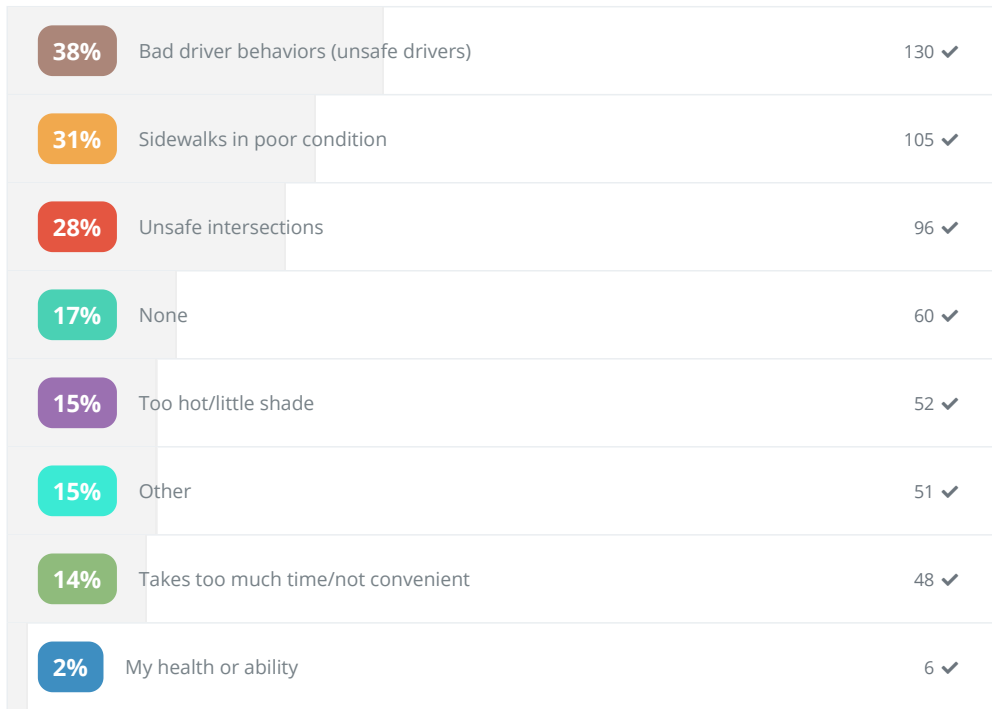 38% Bad driver behaviors (unsafe drivers) 130
31% Sidewalks in poor condition 105
28% Unsafe intersections 96
17% None 60
15% Too hot/little shade 52
15% Other 51
14% Takes too much time/not convenient 48
2% My health or ability 6